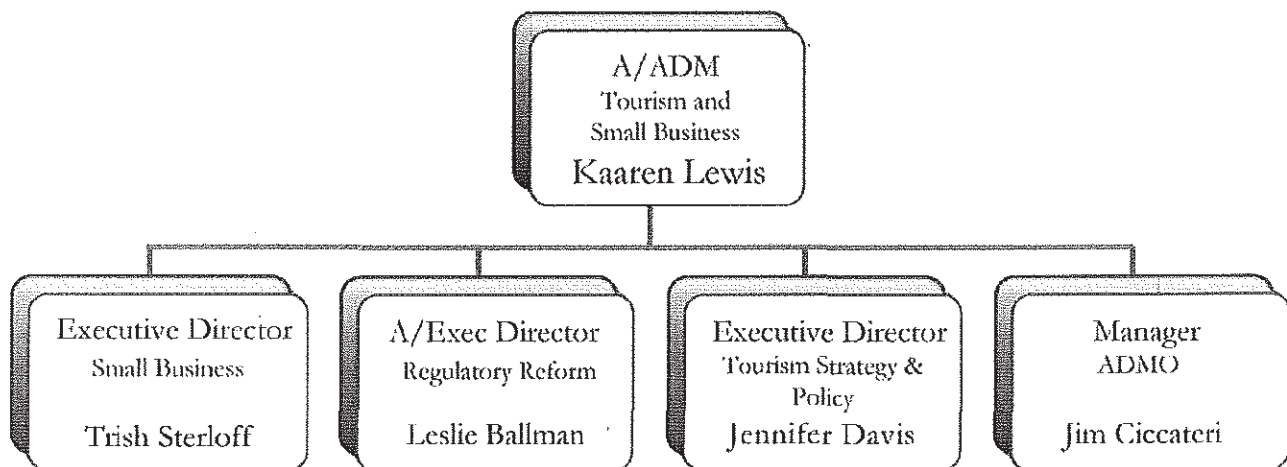 A/ADM
Tourism and
Small Business
Kaaren Lewis
Executive Director
Small Business
Trish Sterloff
A/Exec Director
Regulatory Reform
Leslie Ballman
Executive Director
Tourism Strategy &
Policy
Jennifer Davis
Manager
ADMO
Jim Ciccateri